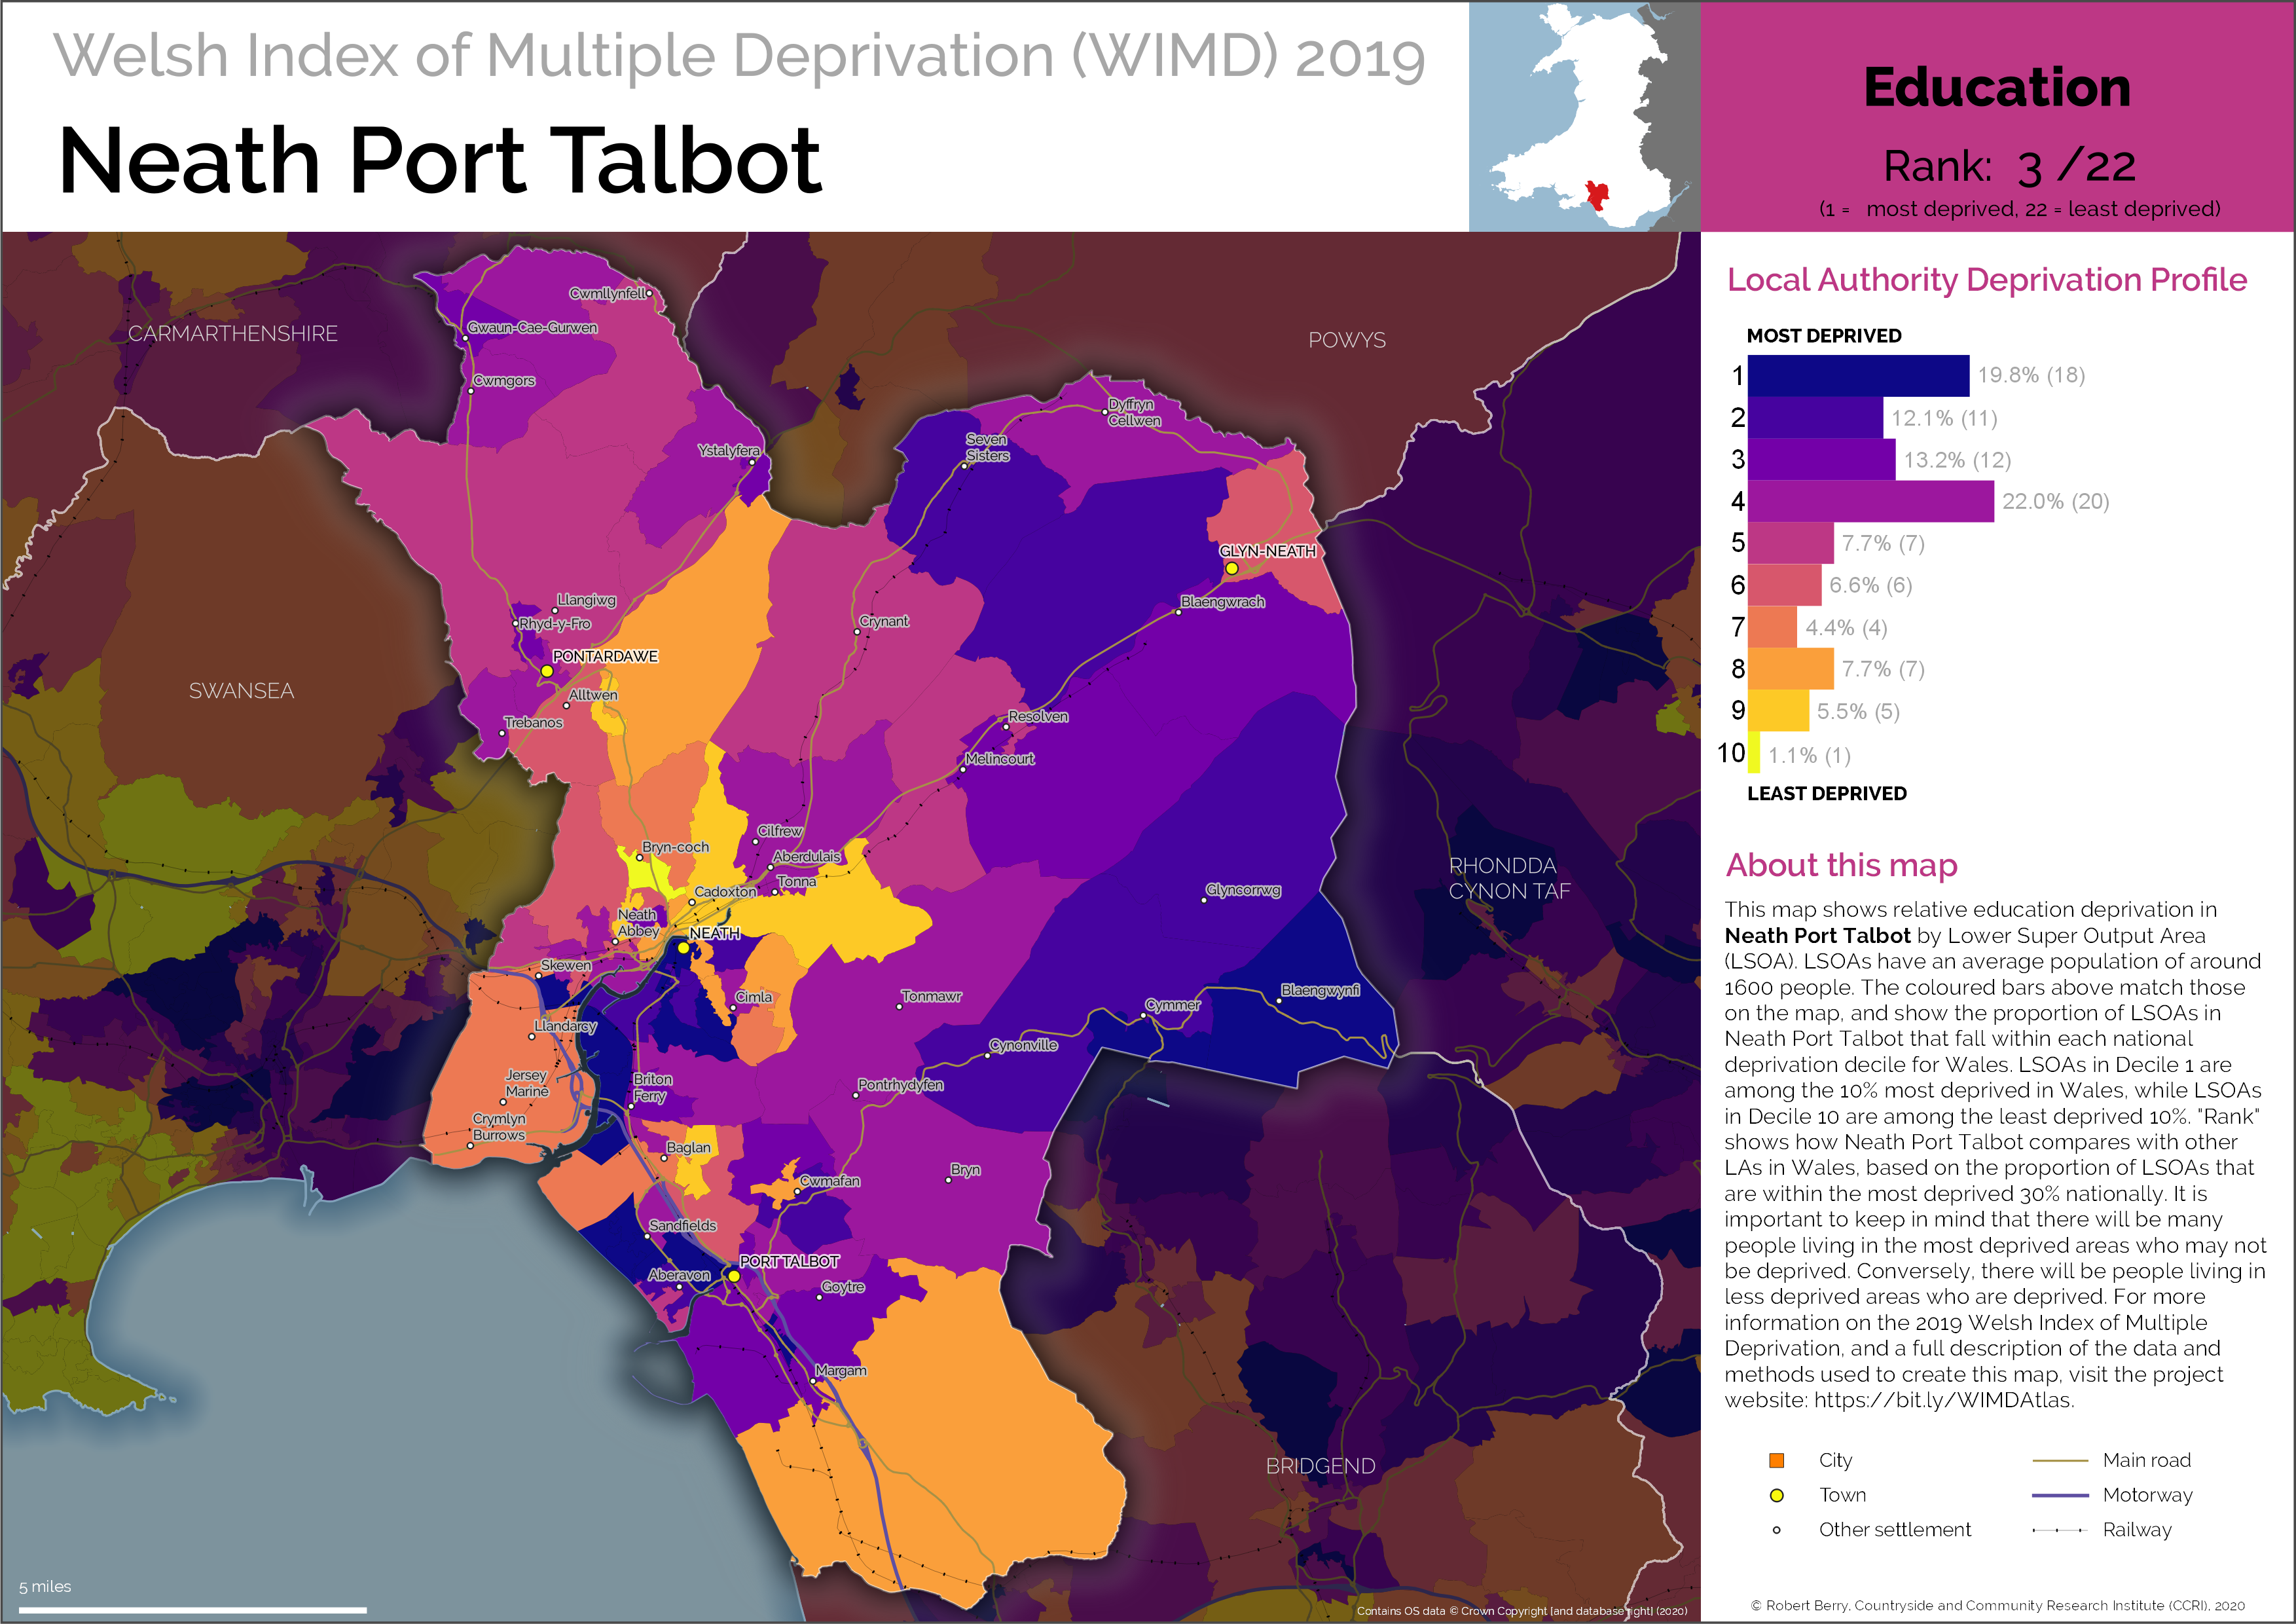 Welsh Index of Multiple Deprivation (WIMD) 2019
Neath Port Talbot
Education
Rank: 3 /22
(1 = most deprived, 22 = least deprived)
CARMARTHENSHIRE
POWYS
SWANSEA
RHONDDA
CYNON TAF
BRIDGEND
Cwmllynfell
Gwaun-Cae-Gurwen
Cwmgors
Ystalyfera
Dyffryn
Cellwen
Seven
Sisters
GLYN-NEATH
Blaengwrach
Llangiwg
Rhyd-y-Fro
Crynant
PONTARDAWE
Alltwen
Trebanos
Resolven
Melincourt
Cilfrew
Bryn-coch
Aberdulais
Tonna
Cadoxton
Glyncorrwg
Neath
Abbey
NEATH
Skewen
Cimla
Tonmawr
Blaengwynfi
Cymmer
Llandarcy
Cynonville
Jersey
Marine
Briton
Ferry
Pontrhydyfen
Crymlyn
Burrows
Baglan
Bryn
Cwmafan
Sandfields
PORT TALBOT
Aberavon
Goytre
Margam
5 miles
Contains OS data © Crown Copyright [and database right] (2020)
Local Authority Deprivation Profile
MOST DEPRIVED
1 19.8% (18)
2 12.1% (11)
3 13.2% (12)
4 22.0% (20)
5 7.7% (7)
6 6.6% (6)
7 4.4% (4)
8 7.7% (7)
9 5.5% (5)
10 1.1% (1)
LEAST DEPRIVED
About this map
This map shows relative education deprivation in
Neath Port Talbot by Lower Super Output Area
(LSOA). LSOAs have an average population of around
1600 people. The coloured bars above match those
on the map, and show the proportion of LSOAs in
Neath Port Talbot that fall within each national
deprivation decile for Wales. LSOAs in Decile 1 are
among the 10% most deprived in Wales, while LSOAs
in Decile 10 are among the least deprived 10%. "Rank"
shows how Neath Port Talbot compares with other
LAs in Wales, based on the proportion of LSOAs that
are within the most deprived 30% nationally. It is
important to keep in mind that there will be many
people living in the most deprived areas who may not
be deprived. Conversely, there will be people living in
less deprived areas who are deprived. For more
information on the 2019 Welsh Index of Multiple
Deprivation, and a full description of the data and
methods used to create this map, visit the project
website: https://bit.ly/WIMDAtlas.
City
Town
Other settlement
Main road
Motorway
Railway
© Robert Berry, Countryside and Community Research Institute (CCRI), 2020